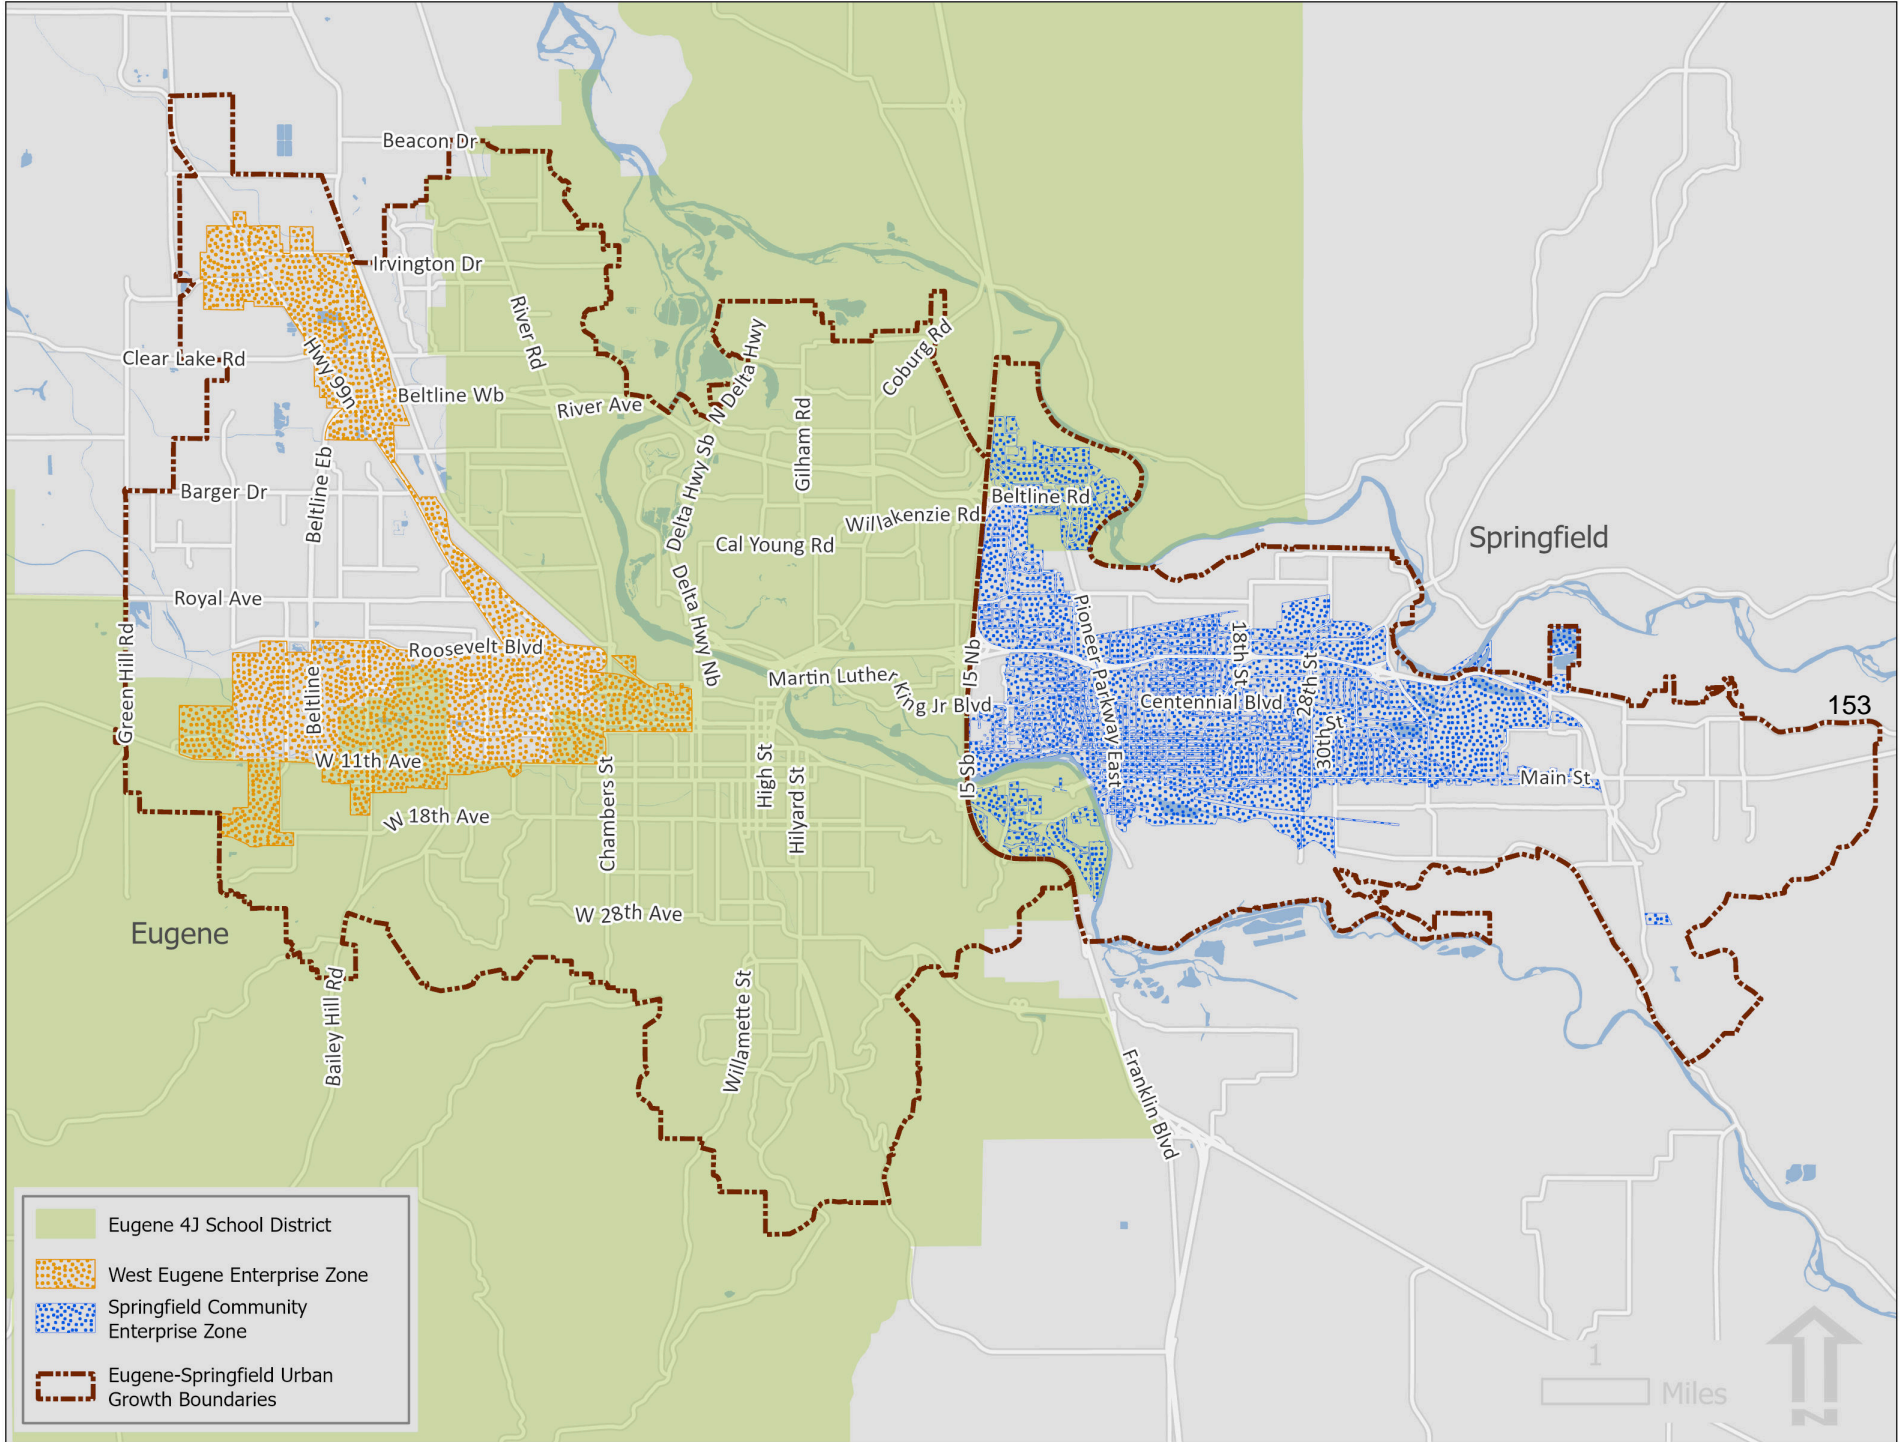 Beacon Dr
Irvington Dr
River Rd
Clear Lake Rd
Hwy 99n
Beltline Wb
River Ave
N Delta Hwy
Coburg Rd
Gilham Rd
Delta Hwy Sb
Beltline Eb
Barger Dr
Beltline Rd
Willakenzie Rd
Cal Young Rd
Springfield
Royal Ave
Delta Hwy Nb
Pioneer Parkway East
18th St
28th St
Roosevelt Blvd
I5 Nb
Green Hill Rd
Beltline
Martin Luther King Jr Blvd
Centennial Blvd
153
30th St
W 11th Ave
High St
Hilyard St
I5 Sb
Main St
Chambers St
W 18th Ave
W 28th Ave
Eugene
Bailey Hill Rd
Willamette St
Franklin Blvd
Eugene 4J School District
West Eugene Enterprise Zone
Springfield Community
Enterprise Zone
Eugene-Springfield Urban
Growth Boundaries
1
Miles
N